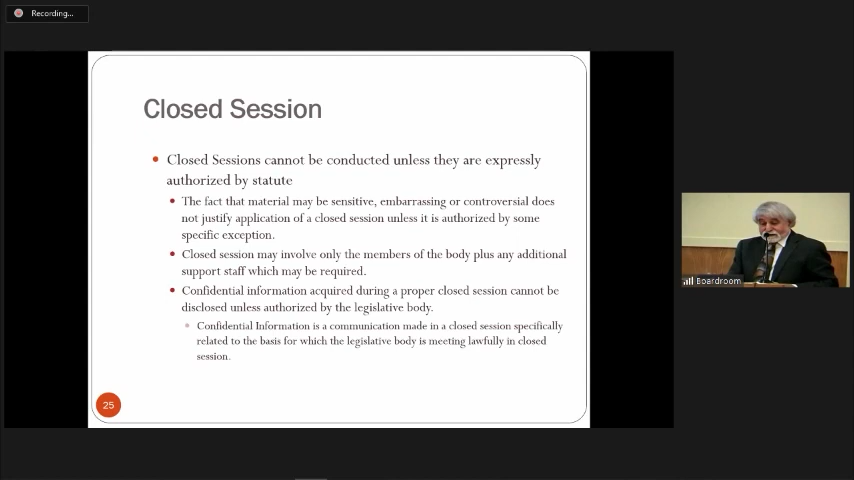 Recording...
Closed Session
Closed Sessions cannot be conducted unless they are expressly
authorized by statute
The fact that material may be sensitive, embarrassing or controversial does
not justify application of a closed session unless it is authorized by some
specific exception.
Closed session may involve only the members of the body plus any additional
support staff which may be required.
Confidential information acquired during a proper closed session cannot be
disclosed unless authorized by the legislative body.
Confidential Information is a communication made in a closed session specifically
related to the basis for which the legislative body is meeting lawfully in closed
session.
25
Boardroom